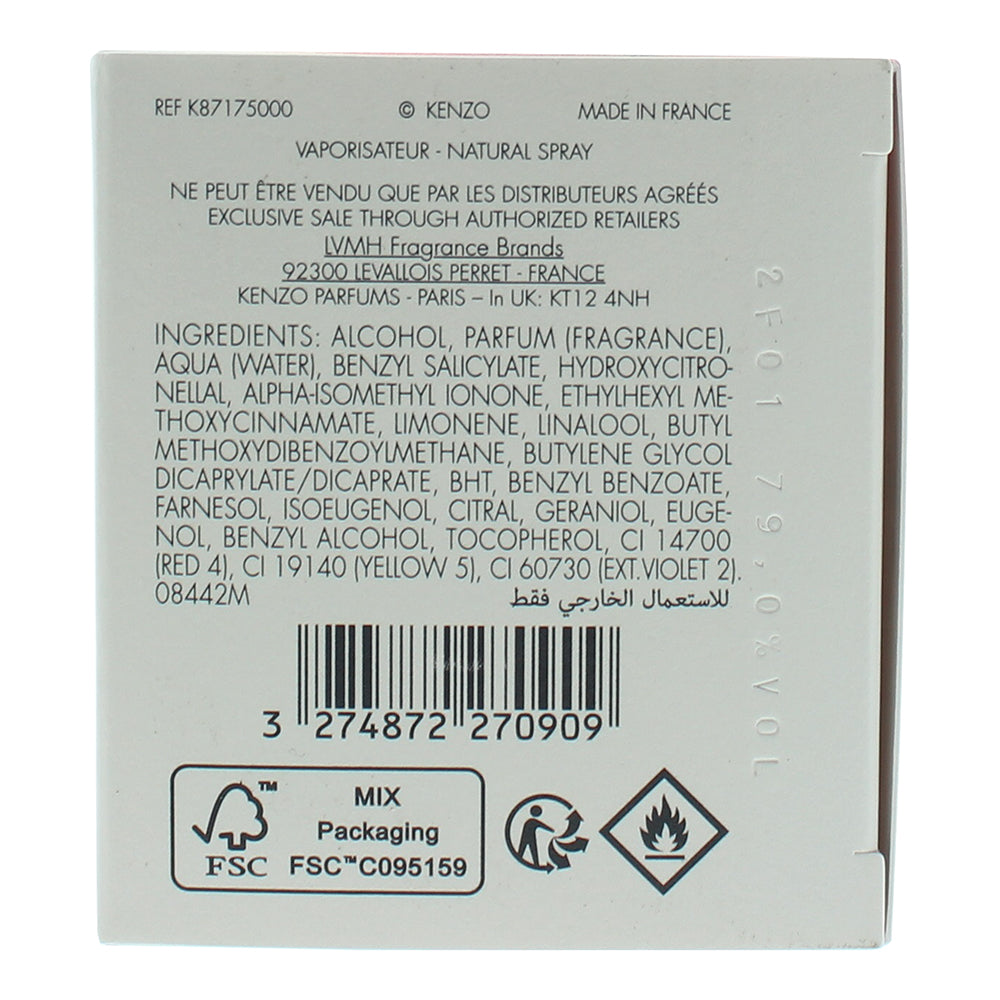 REF K87175000 © KENZO MADE IN FRANCE
VAPORISATEUR - NATURAL SPRAY
NE PEUT ÊTRE VENDU QUE PAR LES DISTRIBUTEURS AGRÉÉS
EXCLUSIVE SALE THROUGH AUTHORIZED RETAILERS
LVMH Fragrance Brands
92300 LEVALLOIS PERRET - FRANCE
KENZO PARFUMS - PARIS – In UK: KT12 4NH
INGREDIENTS: ALCOHOL, PARFUM (FRAGRANCE),
AQUA (WATER), BENZYL SALICYLATE, HYDROXYCITRO-
NELLAL, ALPHA-ISOMETHYL IONONE, ETHYLHEXYL ME-
THOXYCINNAMATE, LIMONENE, LINALOOL, BUTYL
METHOXYDIBENZOYLMETHANE, BUTYLENE GLYCOL
DICAPRYLATE/DICAPRATE, BHT, BENZYL BENZOATE,
FARNESOL, ISOEUGENOL, CITRAL, GERANIOL, EUGE-
NOL, BENZYL ALCOHOL, TOCOPHEROL, CI 14700
(RED 4), CI 19140 (YELLOW 5), CI 60730 (EXT.VIOLET 2).
08442M للاستعمال الخارجي فقط
2F01 79,0%VOL
3 274872 270909
FSC™
MIX
Packaging
FSC™C095159